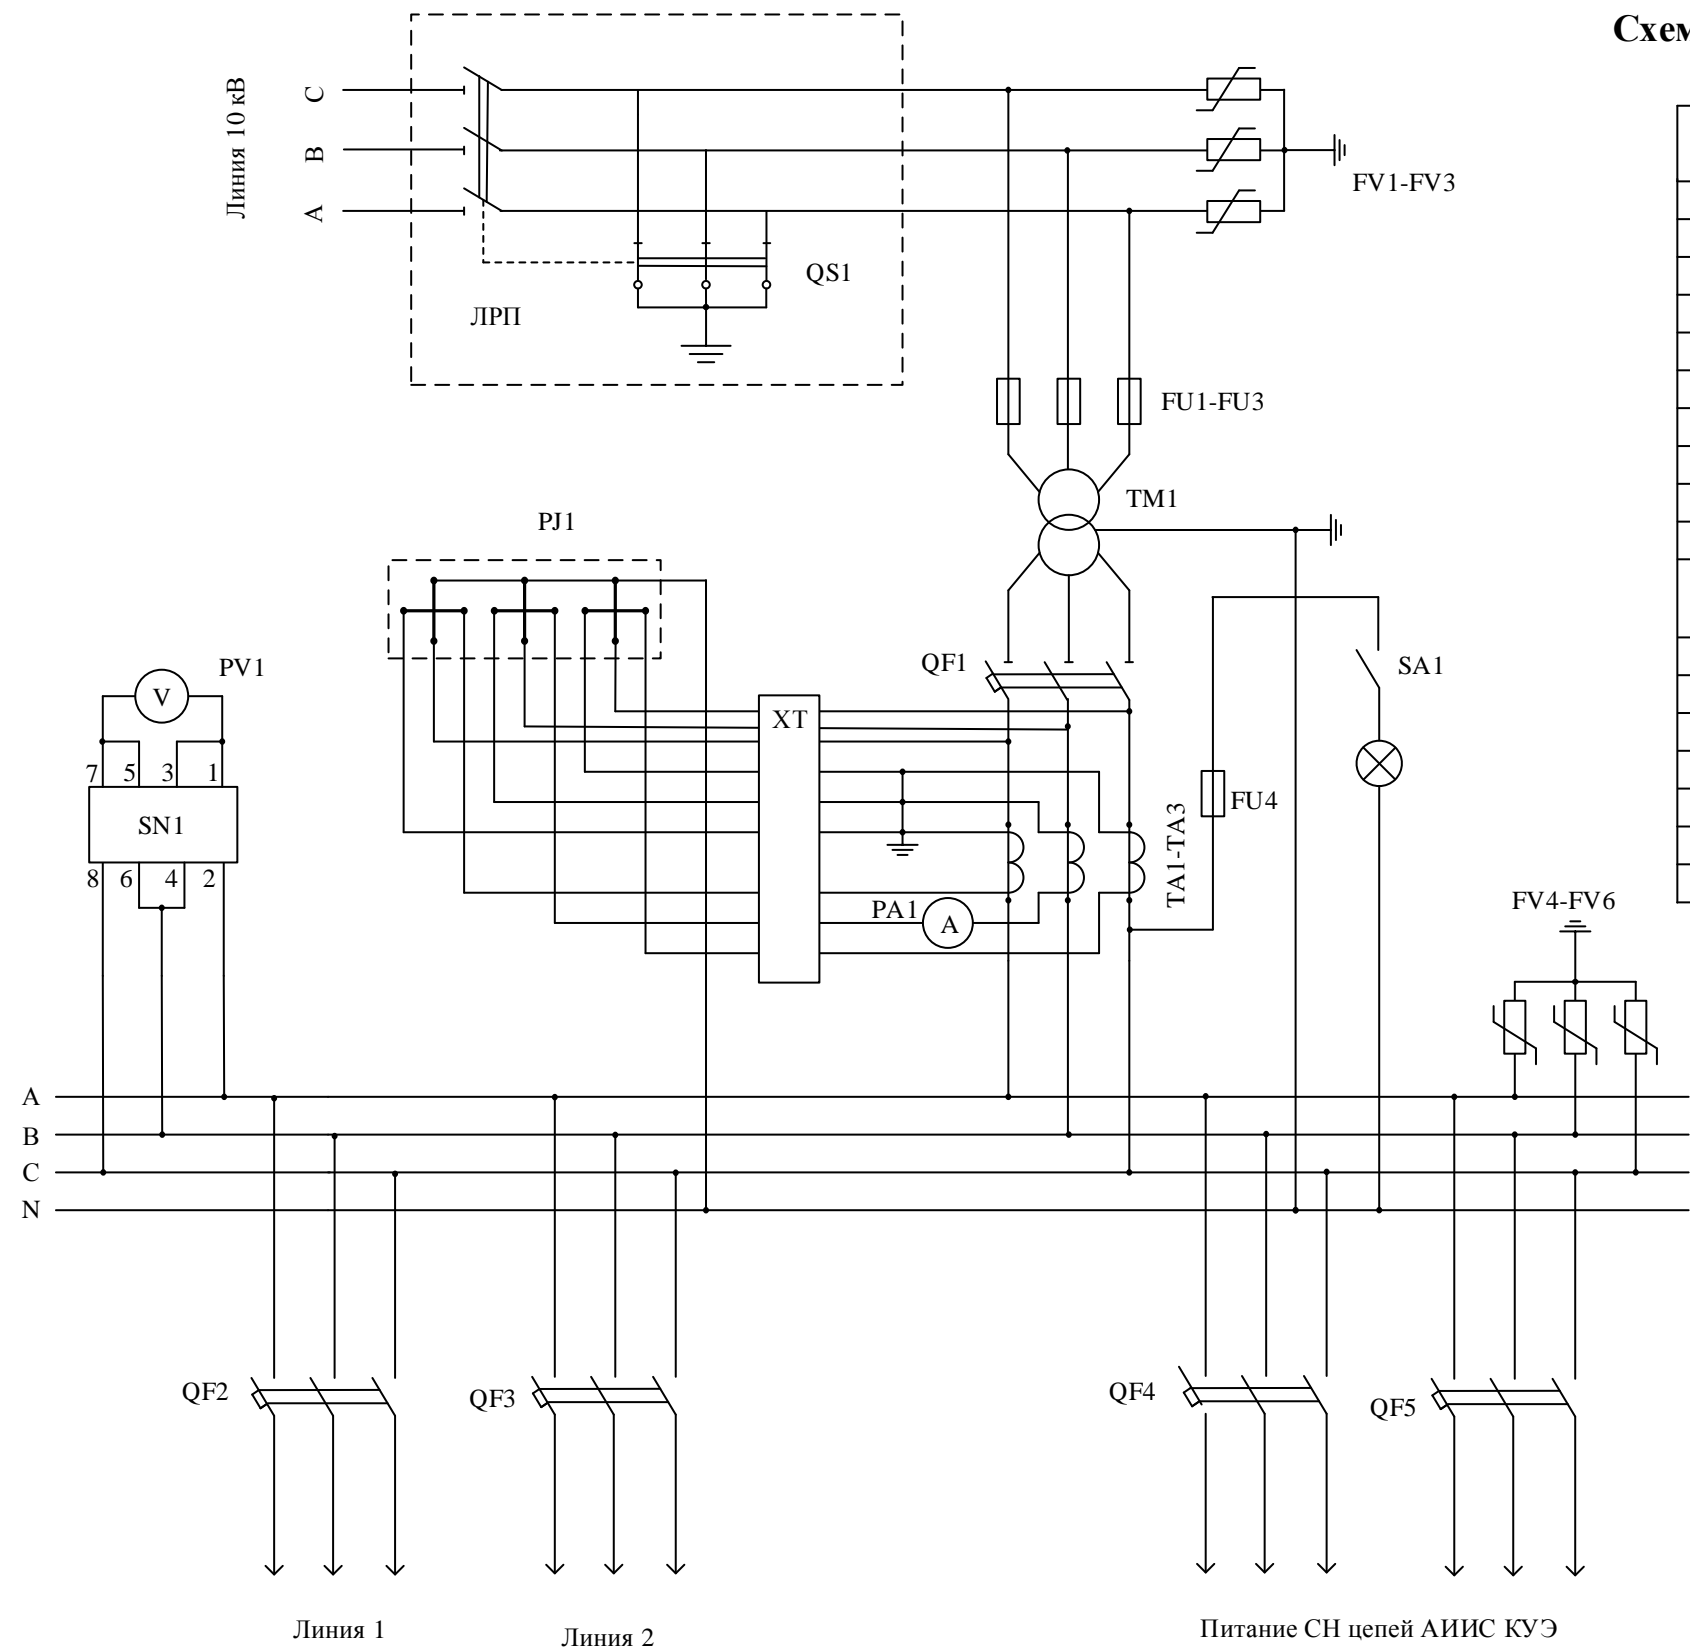 Схем
Линия 10 кВ
C
B
A
FV1-FV3
QS1
ЛРП
FU1-FU3
TM1
PJ1
QF1
SA1
PV1
V
XT
7 5 3 1
SN1
8 6 4 2
FU4
TA1-TA3
PA1
A
FV4-FV6
A
B
C
N
QF2
QF3
QF4
QF5
Линия 1
Линия 2
Питание СН цепей АИИС КУЭ